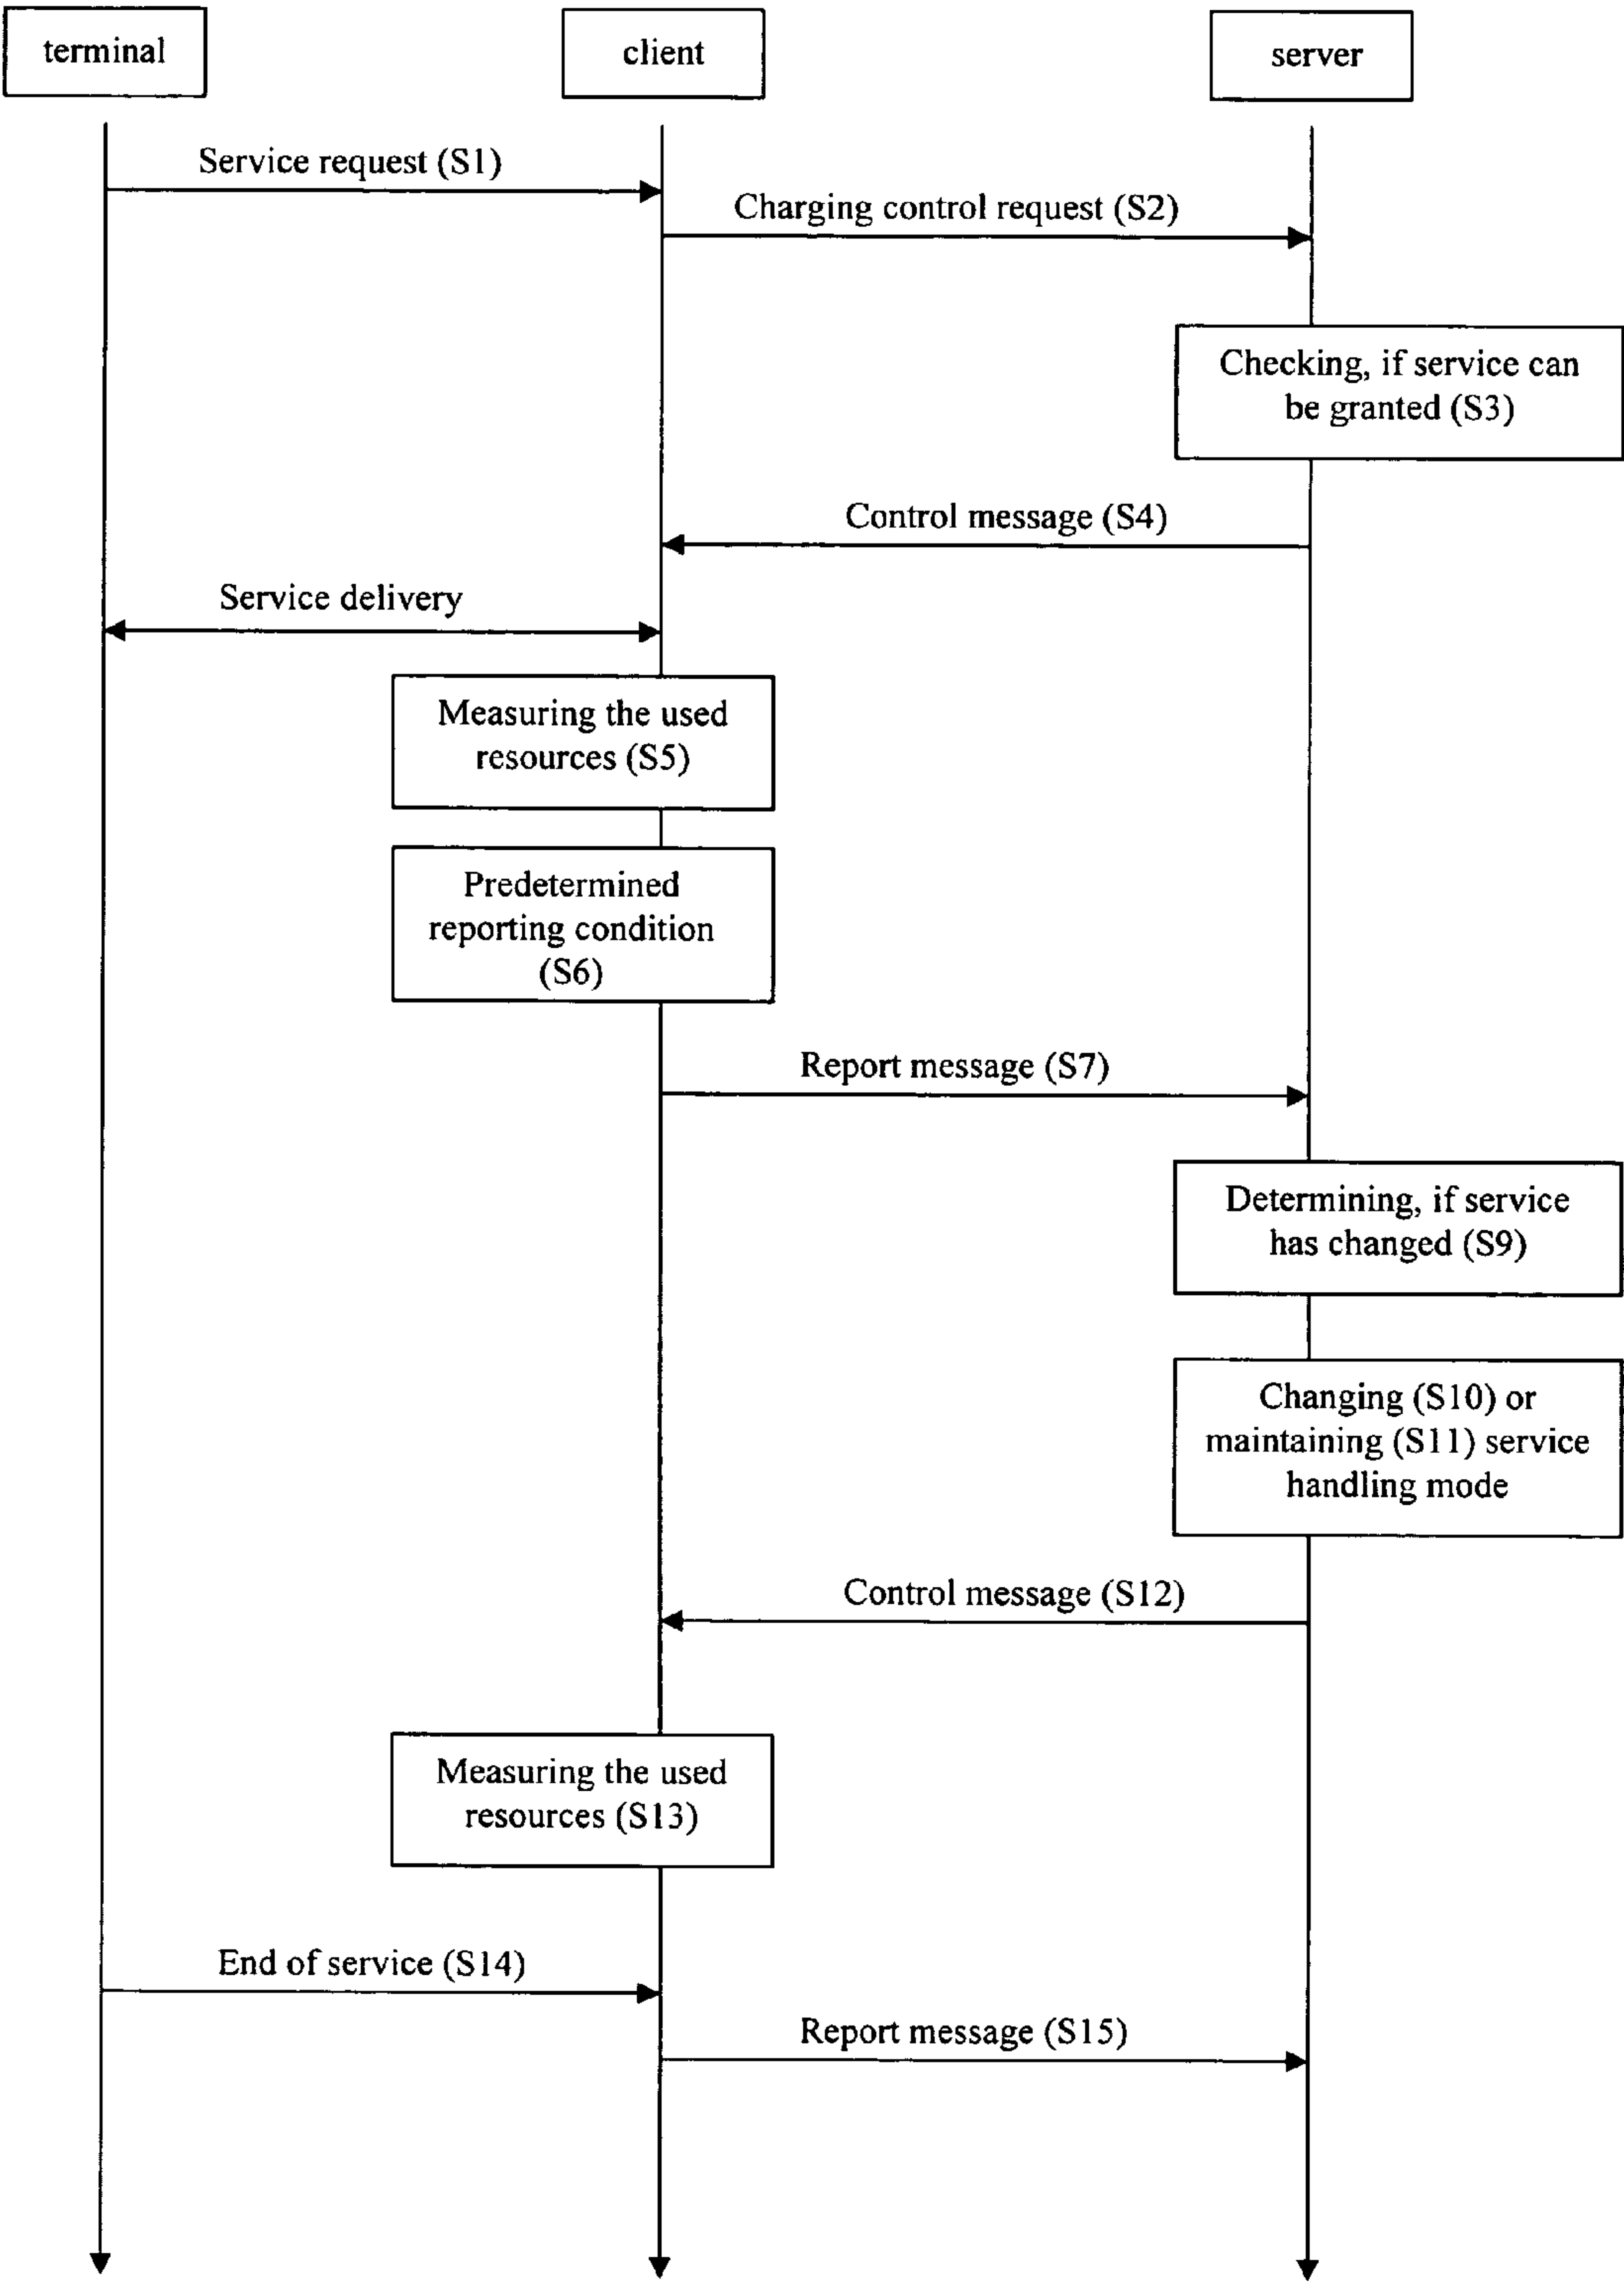 terminal
client
server
Service request (S1)
Charging control request (S2)
Checking, if service can
be granted (S3)
Control message (S4)
Service delivery
Measuring the used
resources (S5)
Predetermined
reporting condition
(S6)
Report message (S7)
Determining, if service
has changed (S9)
Changing (S10) or
maintaining (S11) service
handling mode
Control message (S12)
Measuring the used
resources (S13)
End of service (S14)
Report message (S15)